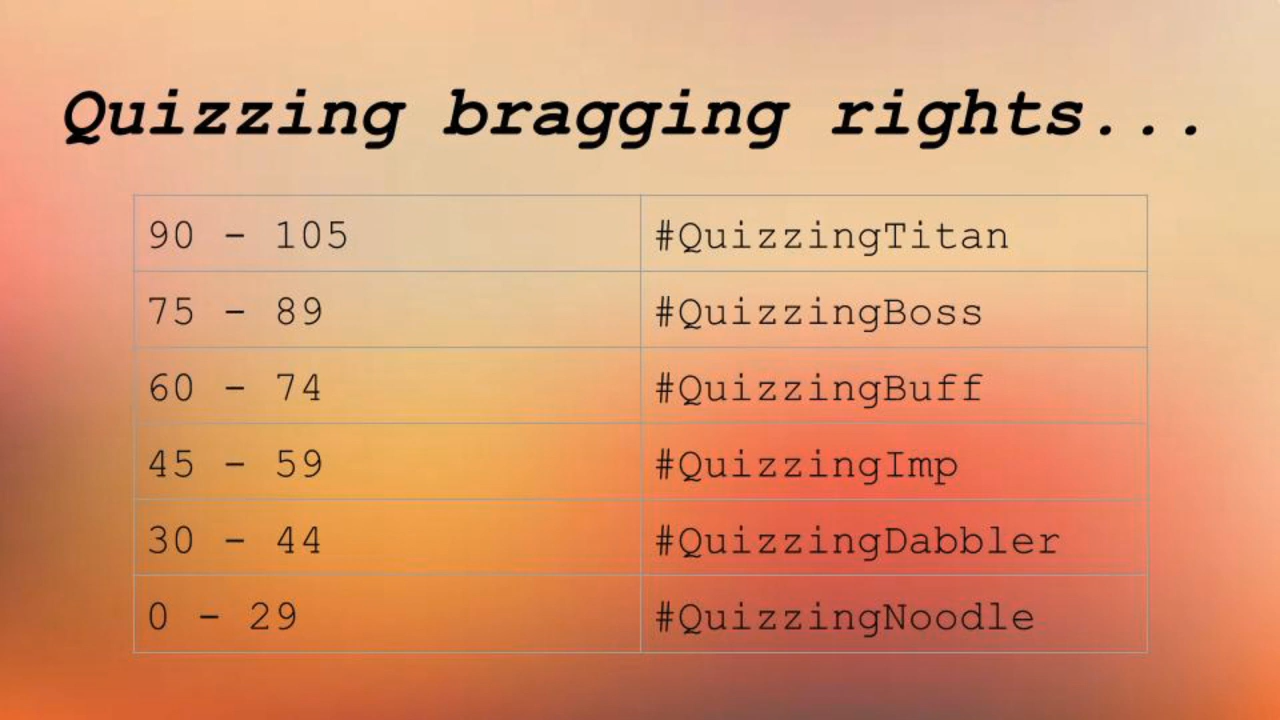 Quizzing bragging rights...
90 - 105 #QuizzingTitan
75 - 89 #QuizzingBoss
60 - 74 #QuizzingBuff
45 - 59 #QuizzingImp
30 - 44 #QuizzingDabbler
0 - 29 #QuizzingNoodle